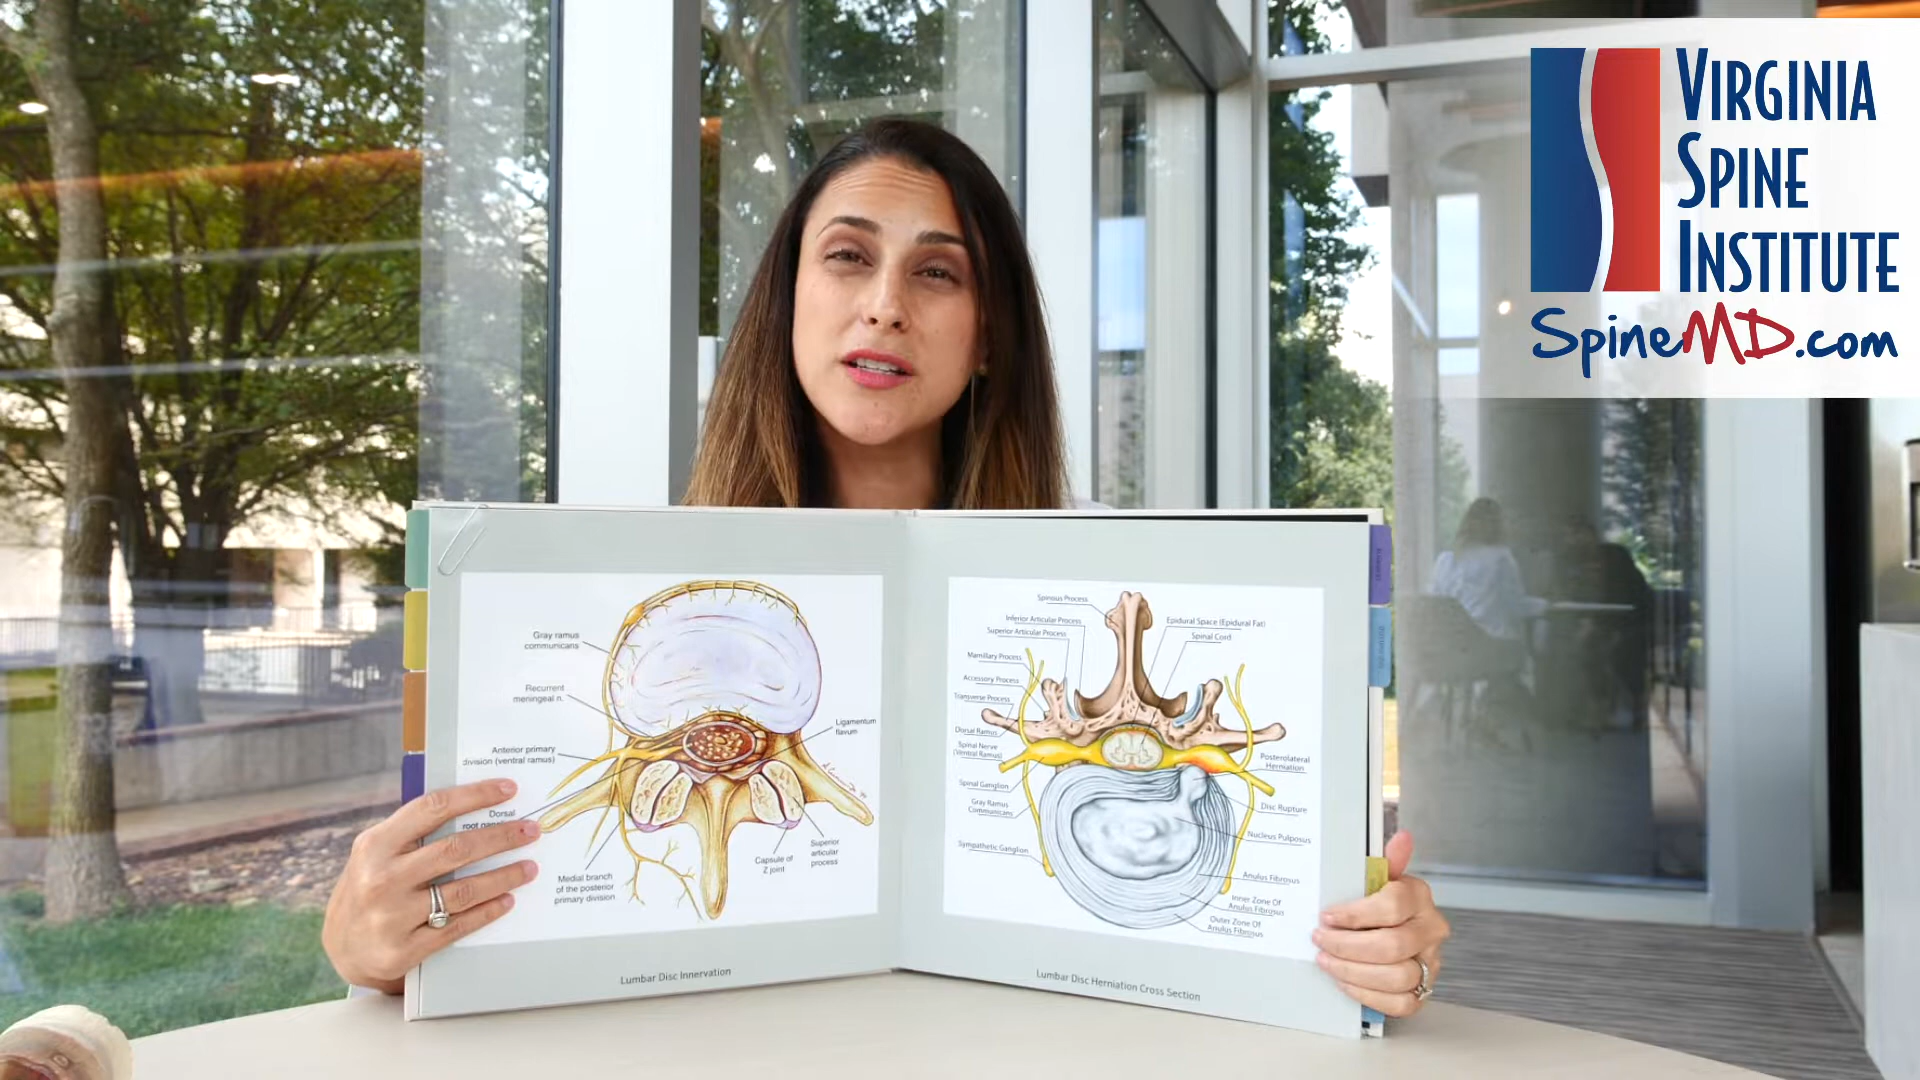 VIRGINIA
SPINE
INSTITUTE
SpineMD.com
Gray ramus
communicans
Recurrent
meningeal n.
Anterior primary
division (ventral ramus)
Dorsal
root
Medial branch
of the posterior
primary division
Ligamentum
flavum
Superior
articular
process
Capsule of
Z joint
Lumbar Disc Innervation
Spinous Process
Inferior Articular Process
Superior Articular Process
Mamillary Process
Accessory Process
Transverse Process
Dorsal Ramus
Spinal Nerve
(Ventral Ramus)
Spinal Ganglion
Gray Ramus
Communicans
Sympathetic Ganglion
Epidural Space (Epidural Fat)
Spinal Cord
Posterolateral
Herniation
Disc Rupture
Nucleus Pulposus
Anulus Fibrosus
Inner Zone Of
Anulus Fibrosus
Outer Zone Of
Anulus Fibrosus
Lumbar Disc Herniation Cross Section